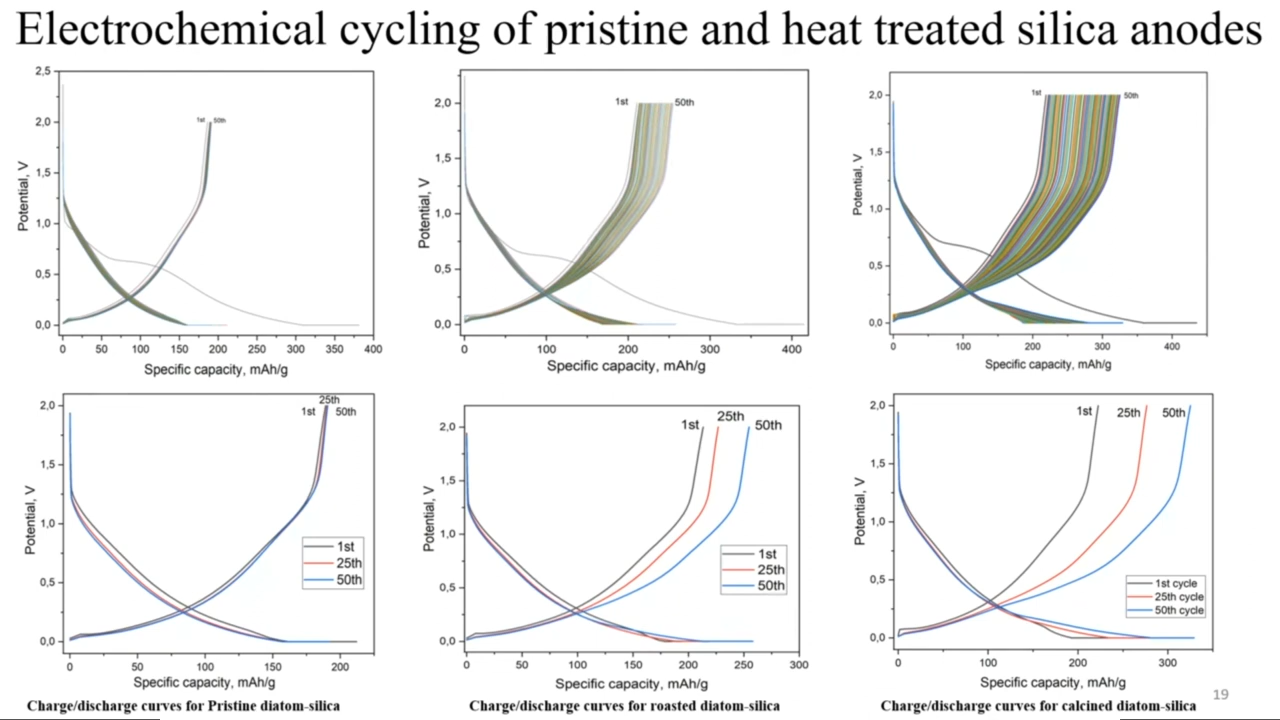 Electrochemical cycling of pristine and heat treated silica anodes
2,5
2,0
1,5
1,0
0,5
0,0
Potential, V
1st
50th
0 50 100 150 200 250 300 350 400
Specific capacity, mAh/g
2,0
1,5
1,0
0,5
0,0
Potential, V
1st
50th
0 100 200 300 400
Specific capacity, mAh/g
2,0
1,5
1,0
0,5
0,0
Potential, V
1st
50th
0 100 200 300 400
Specific capacity, mAh/g
2,0
1,5
1,0
0,5
0,0
Potential, V
25th
1st
50th
1st
25th
50th
0 50 100 150 200
Specific capacity, mAh/g
Charge/discharge curves for Pristine diatom-silica
2,0
1,5
1,0
0,5
0,0
Potential, V
1st
25th
50th
1st
25th
50th
0 50 100 150 200 250 300
Specific capacity, mAh/g
Charge/discharge curves for roasted diatom-silica
2,0
1,5
1,0
0,5
0,0
Potential, V
1st
25th
50th
1st cycle
25th cycle
50th cycle
0 100 200 300
Specific capacity, mAh/g
Charge/discharge curves for calcined diatom-silica
19